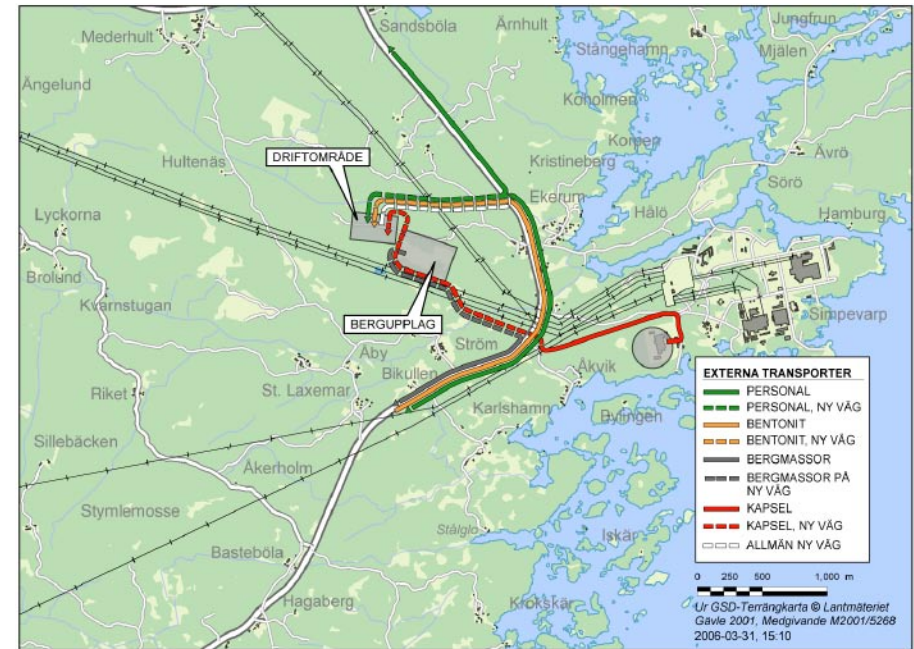 Sandsböla
Ärnhult
Jungfrun
Mederhult
Stångehamn
Mjälen
Ängelund
Koholmen
Korpen
Ävrö
Hultenäs
DRIFTOMRÅDE
Kristineberg
Ekerum
Sörö
Lyckorna
Hålö
Hamburg
Brolund
Kvarnstugan
BERGUPPLAG
Ström
Simpevarp
Åby
Riket
St. Laxemar
Bikullen
Åkvik
Karlshamn
Bylingen
Sillebäcken
Åkerholm
Stymlemosse
Stålglo
Iskär
Basteböla
Hagaberg
Krokskär
EXTERNA TRANSPORTER
PERSONAL
PERSONAL, NY VÄG
BENTONIT
BENTONIT, NY VÄG
BERGMASSOR
BERGMASSOR PÅ
NY VÄG
KAPSEL
KAPSEL, NY VÄG
ALLMÄN NY VÄG
0 250 500 1,000 m
Ur GSD-Terrängkarta © Lantmäteriet
Gävle 2001, Medgivande M2001/5268
2006-03-31, 15:10